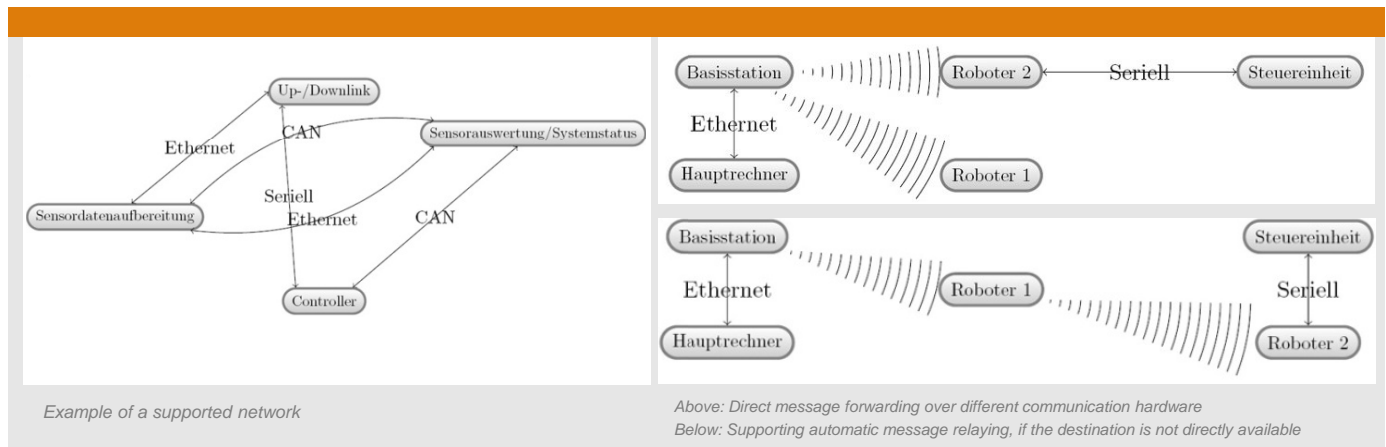 Up-/Downlink
CAN
Sensorauswertung/Systemstatus
Ethernet
Seriell
Sensordatenaufbereitung
Ethernet
CAN
Controller
Example of a supported network
Basisstation
Roboter 2
Seriell
Steuereinheit
Ethernet
Hauptrechner
Roboter 1
Basisstation
Steuereinheit
Ethernet
Roboter 1
Seriell
Hauptrechner
Roboter 2
Above: Direct message forwarding over different communication hardware
Below: Supporting automatic message relaying, if the destination is not directly available